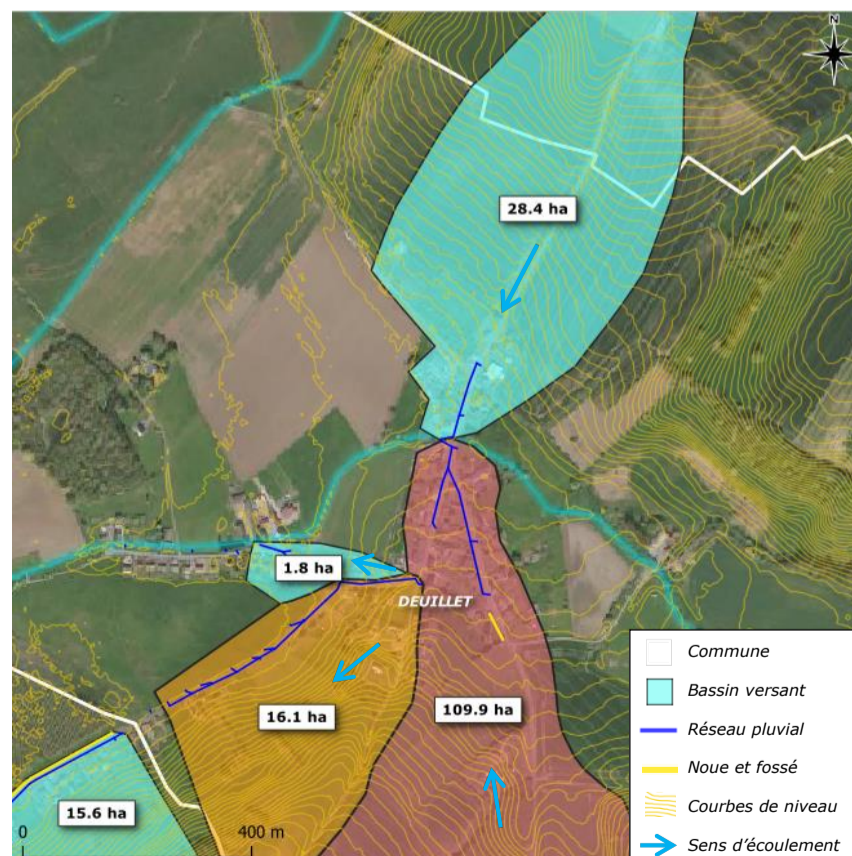 N
28.4 ha
1.8 ha
DEUILLET
16.1 ha
109.9 ha
15.6 ha
0
400 m
Commune
Bassin versant
Réseau pluvial
Noue et fossé
Courbes de niveau
Sens d'écoulement